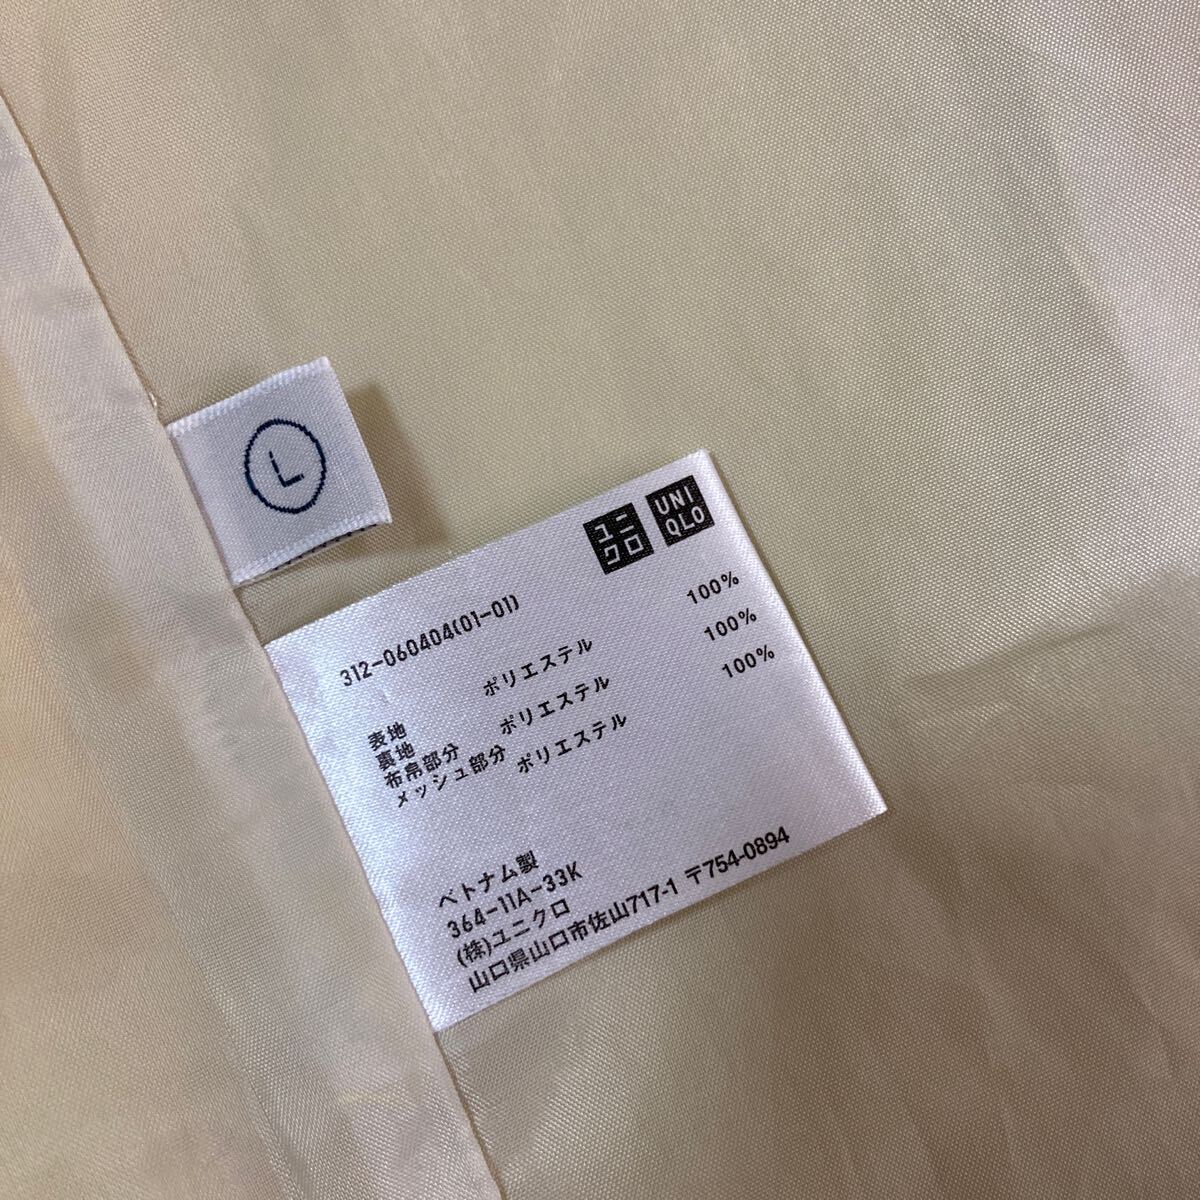 L
ユニ
クロ
UNI
QLO
312-060404(01-01)
表地 ポリエステル 100%
裏地
布帛部分 ポリエステル 100%
メッシュ部分 ポリエステル 100%
ベトナム製
364-11A-33K
(株)ユニクロ
山口県山口市佐山717-1 〒754-0894